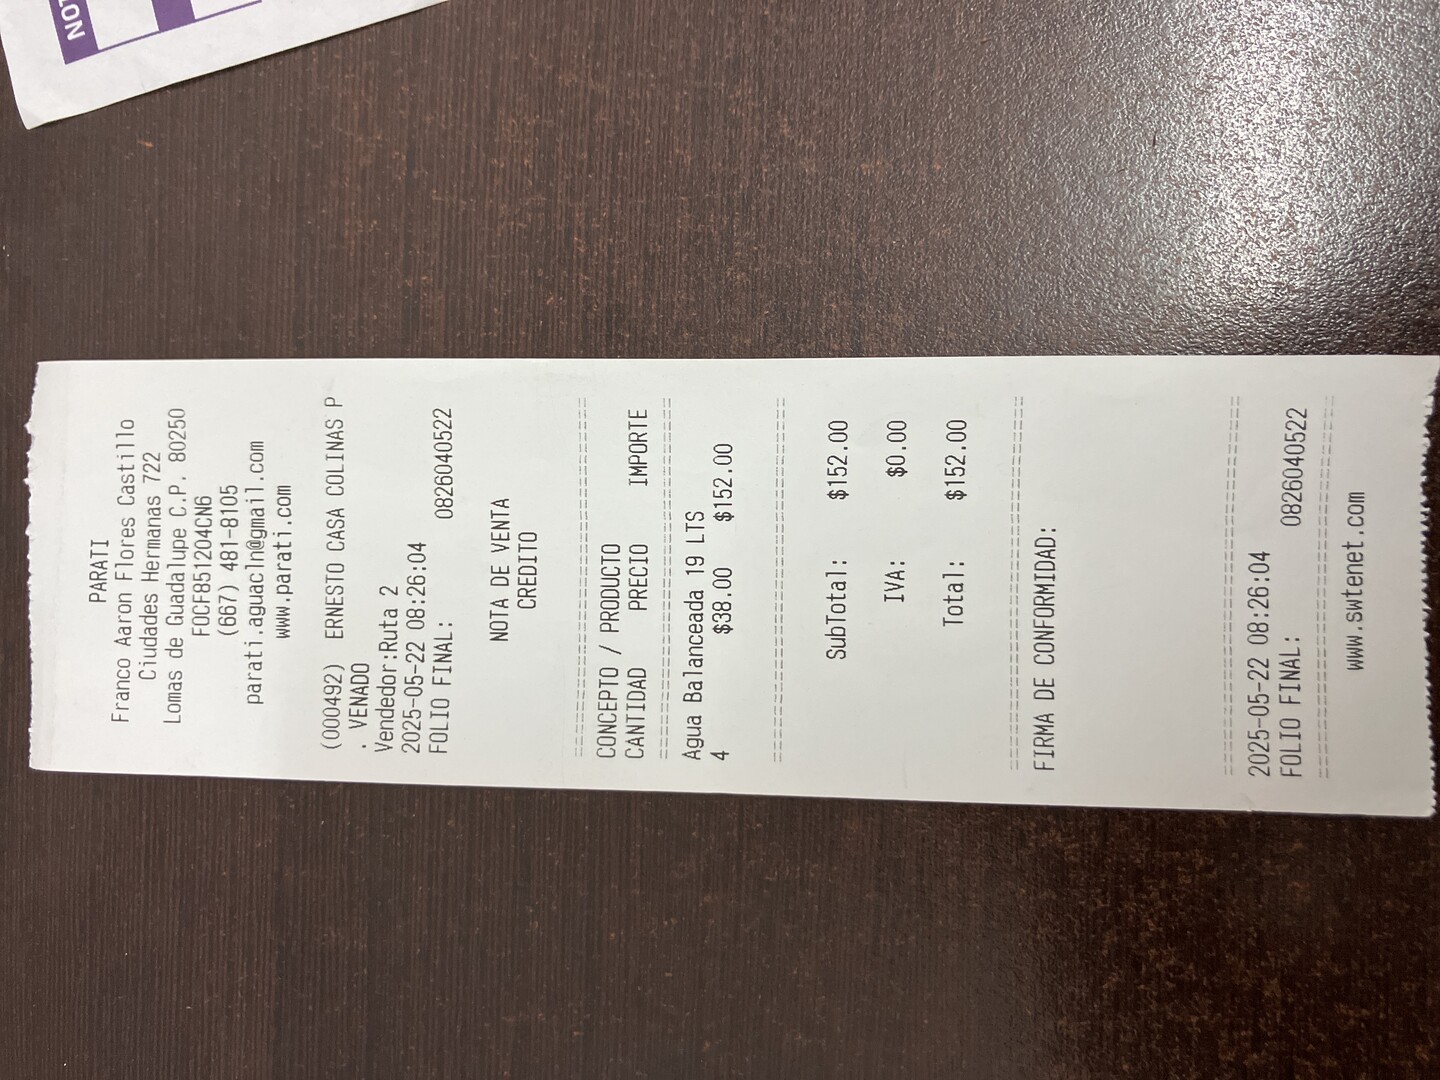 LTON
PARATI
Franco Aaron Flores Castillo
Ciudades Hermanas 722
Lomas de Guadalupe C.P. 80250
FOCF851204CN6
(667) 481-8105
parati.aguacln@gmail.com
www.parati.com
(000492) ERNESTO CASA COLINAS P
. VENADO
Vendedor:Ruta 2
2025-05-22 08:26:04
FOLIO FINAL: 0826040522
NOTA DE VENTA
CREDITO
CONCEPTO / PRODUCTO
CANTIDAD PRECIO IMPORTE
Agua Balanceada 19 LTS
4 $38.00 $152.00
SubTotal: $152.00
IVA: $0.00
Total: $152.00
FIRMA DE CONFORMIDAD:
2025-05-22 08:26:04
FOLIO FINAL: 0826040522
www.swtenet.com